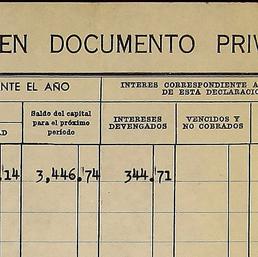 EN DOCUMENTO PRIV
NTE EL AÑO
INTERES CORRESPONDIENTE A
DE ESTA DECLARACIO
Saldo del capital
para el próximo
período
INTERESES
DEVENGADOS
VENCIDOS Y
NO COBRADOS
AD
.14 3,446.74 344.71